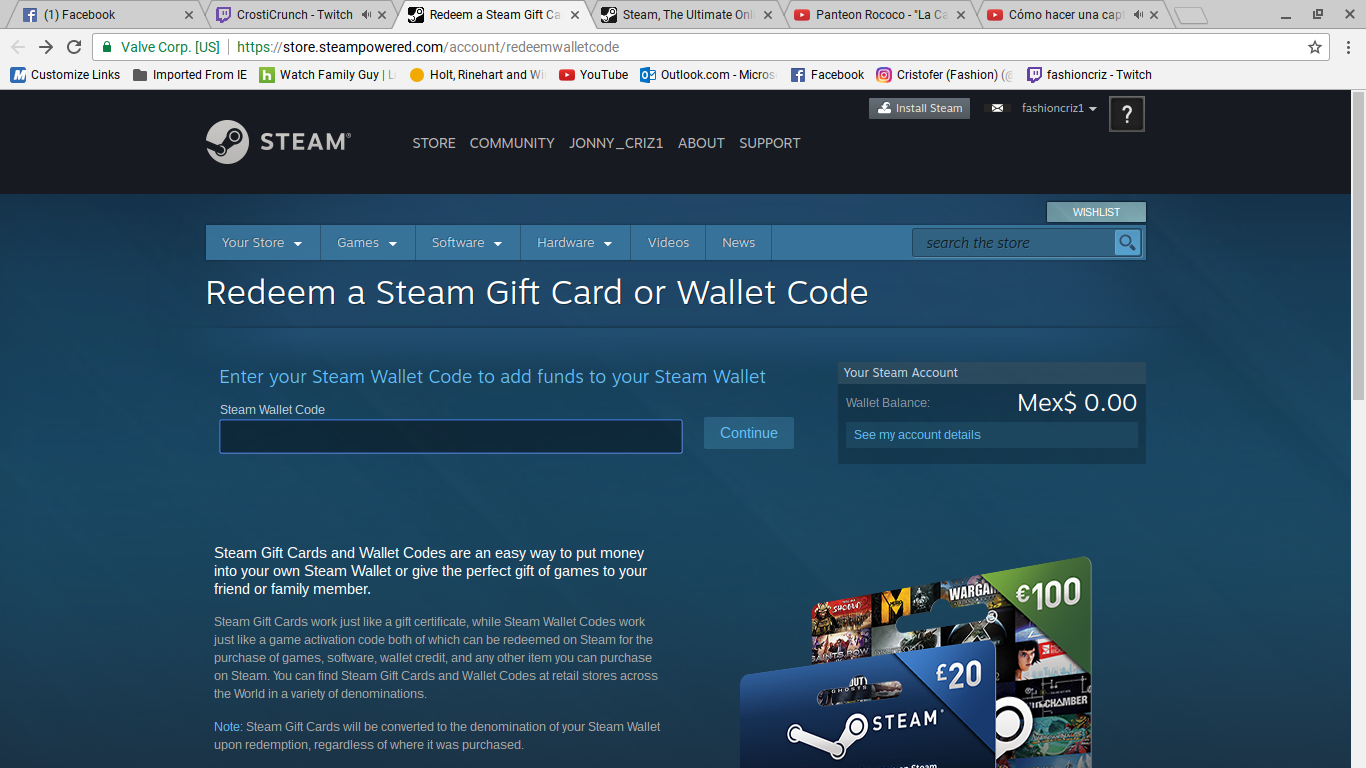 (1) Facebook
CrostiCrunch - Twitch
Redeem a Steam Gift Ca
Steam, The Ultimate Onl
Panteon Rococo - "La Ca
Cómo hacer una capt
Valve Corp. [US]
https://store.steampowered.com/account/redeemwalletcode
Customize Links
Imported From IE
Watch Family Guy | L
Holt, Rinehart and Wi
YouTube
Outlook.com - Micros
Facebook
Cristofer (Fashion) (@
fashioncriz - Twitch
Install Steam
fashioncriz1
?
STEAM®
STORE
COMMUNITY
JONNY_CRIZ1
ABOUT
SUPPORT
WISHLIST
Your Store
Games
Software
Hardware
Videos
News
search the store
Redeem a Steam Gift Card or Wallet Code
Enter your Steam Wallet Code to add funds to your Steam Wallet
Steam Wallet Code
Continue
Your Steam Account
Wallet Balance:
Mex$ 0.00
See my account details
Steam Gift Cards and Wallet Codes are an easy way to put money
into your own Steam Wallet or give the perfect gift of games to your
friend or family member.
Steam Gift Cards work just like a gift certificate, while Steam Wallet Codes work
just like a game activation code both of which can be redeemed on Steam for the
purchase of games, software, wallet credit, and any other item you can purchase
on Steam. You can find Steam Gift Cards and Wallet Codes at retail stores across
the World in a variety of denominations.
Note: Steam Gift Cards will be converted to the denomination of your Steam Wallet
upon redemption, regardless of where it was purchased.
€100
WARGA
SAINTS ROW
£20
DUTY
GHOSTS
CHAMBER
STEAM